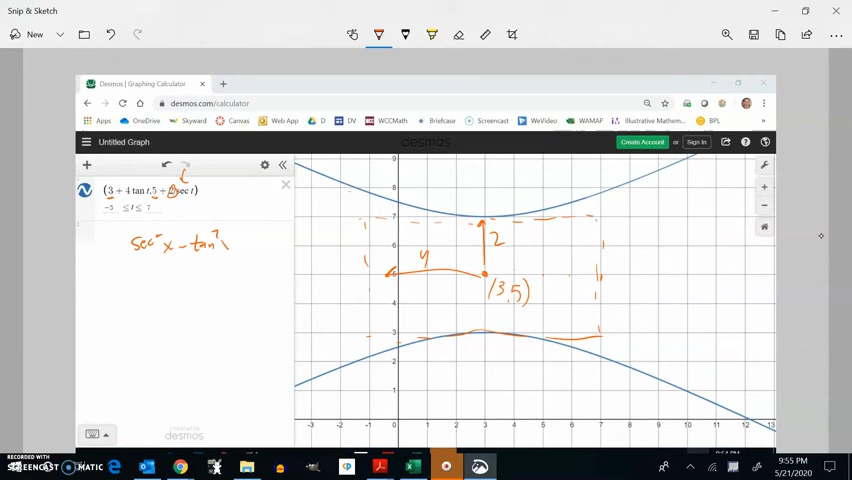 Snip & Sketch
New
Desmos | Graphing Calculator
desmos.com/calculator
Apps
OneDrive
Skyward
Canvas
Web App
D
DV
WCCMath
Briefcase
Screencast
WeVideo
WAMAP
Illustrative Mathem...
BPL
Untitled Graph
desmos
Create Account
or
Sign In
(3 + 4 tan t, 5 + 2 sec t)
-5 ≤ t ≤ 7
sec² x - tan²
9
8
7
6
5
4
3
2
1
2
4
(3,5)
-3 -2 -1 0 1 2 3 4 5 6 7 8 9 10 11 12 13
powered by
desmos
RECORDED WITH
SCREENCAST MATIC
9:55 PM
5/21/2020